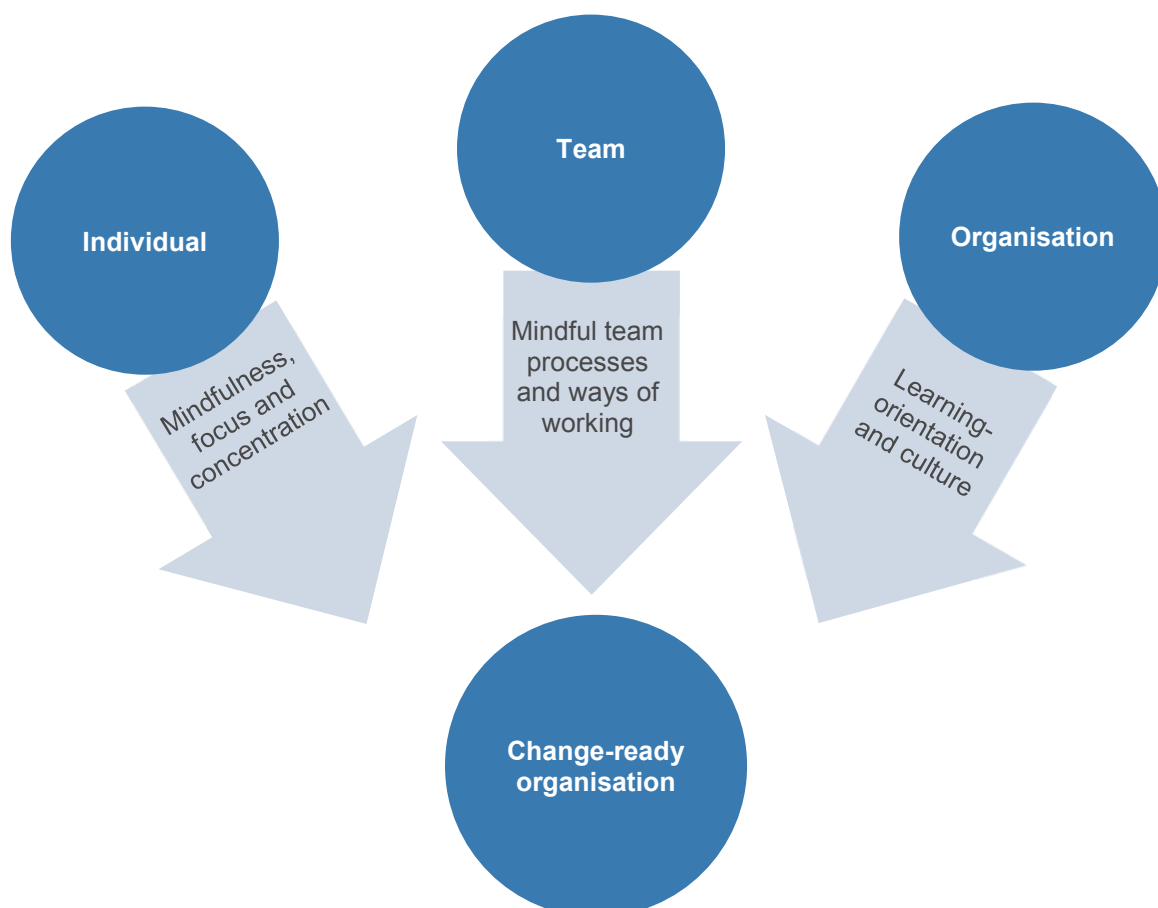 Team
Individual
Organisation
Mindfulness,
focus and
concentration
Mindful team
processes
and ways of
working
Learning-
orientation
and culture
Change-ready
organisation